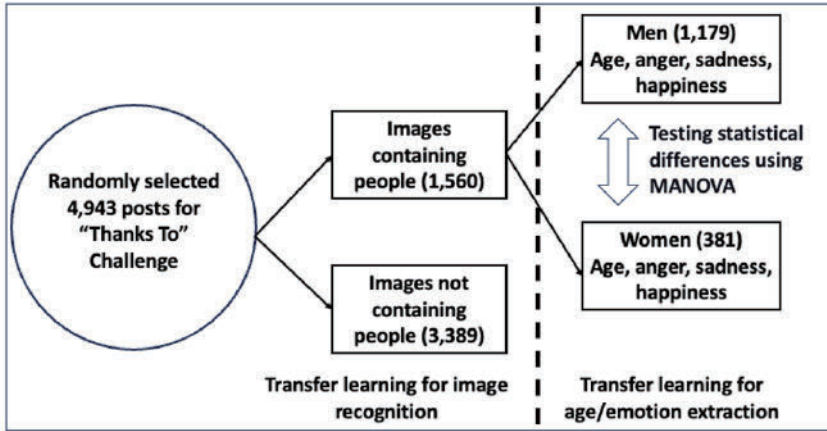 Randomly selected
4,943 posts for
“Thanks To”
Challenge
Images
containing
people (1,560)
Images not
containing
people (3,389)
Transfer learning for image
recognition
Men (1,179)
Age, anger, sadness,
happiness
Testing statistical
differences using
MANOVA
Women (381)
Age, anger, sadness,
happiness
Transfer learning for
age/emotion extraction